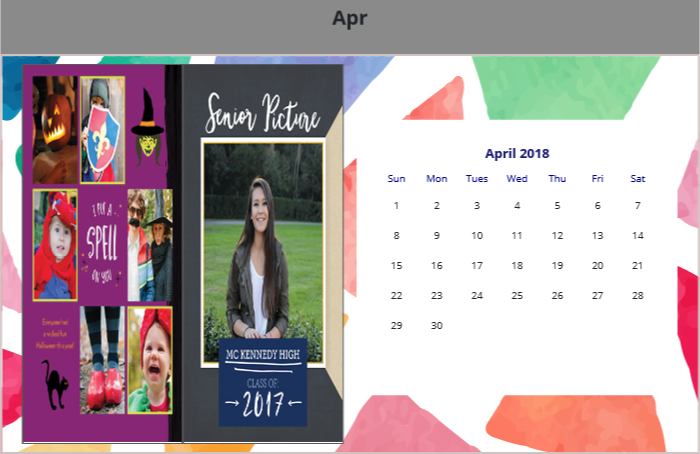 Apr
I PUT A
SPELL
ON YOU
Everyone had
Halloween this year!
Senior Picture
MC KENNEDY HIGH
CLASS OF
2017
April 2018
Sun Mon Tues Wed Thu Fri Sat
1 2 3 4 5 6 7
8 9 10 11 12 13 14
15 16 17 18 19 20 21
22 23 24 25 26 27 28
29 30